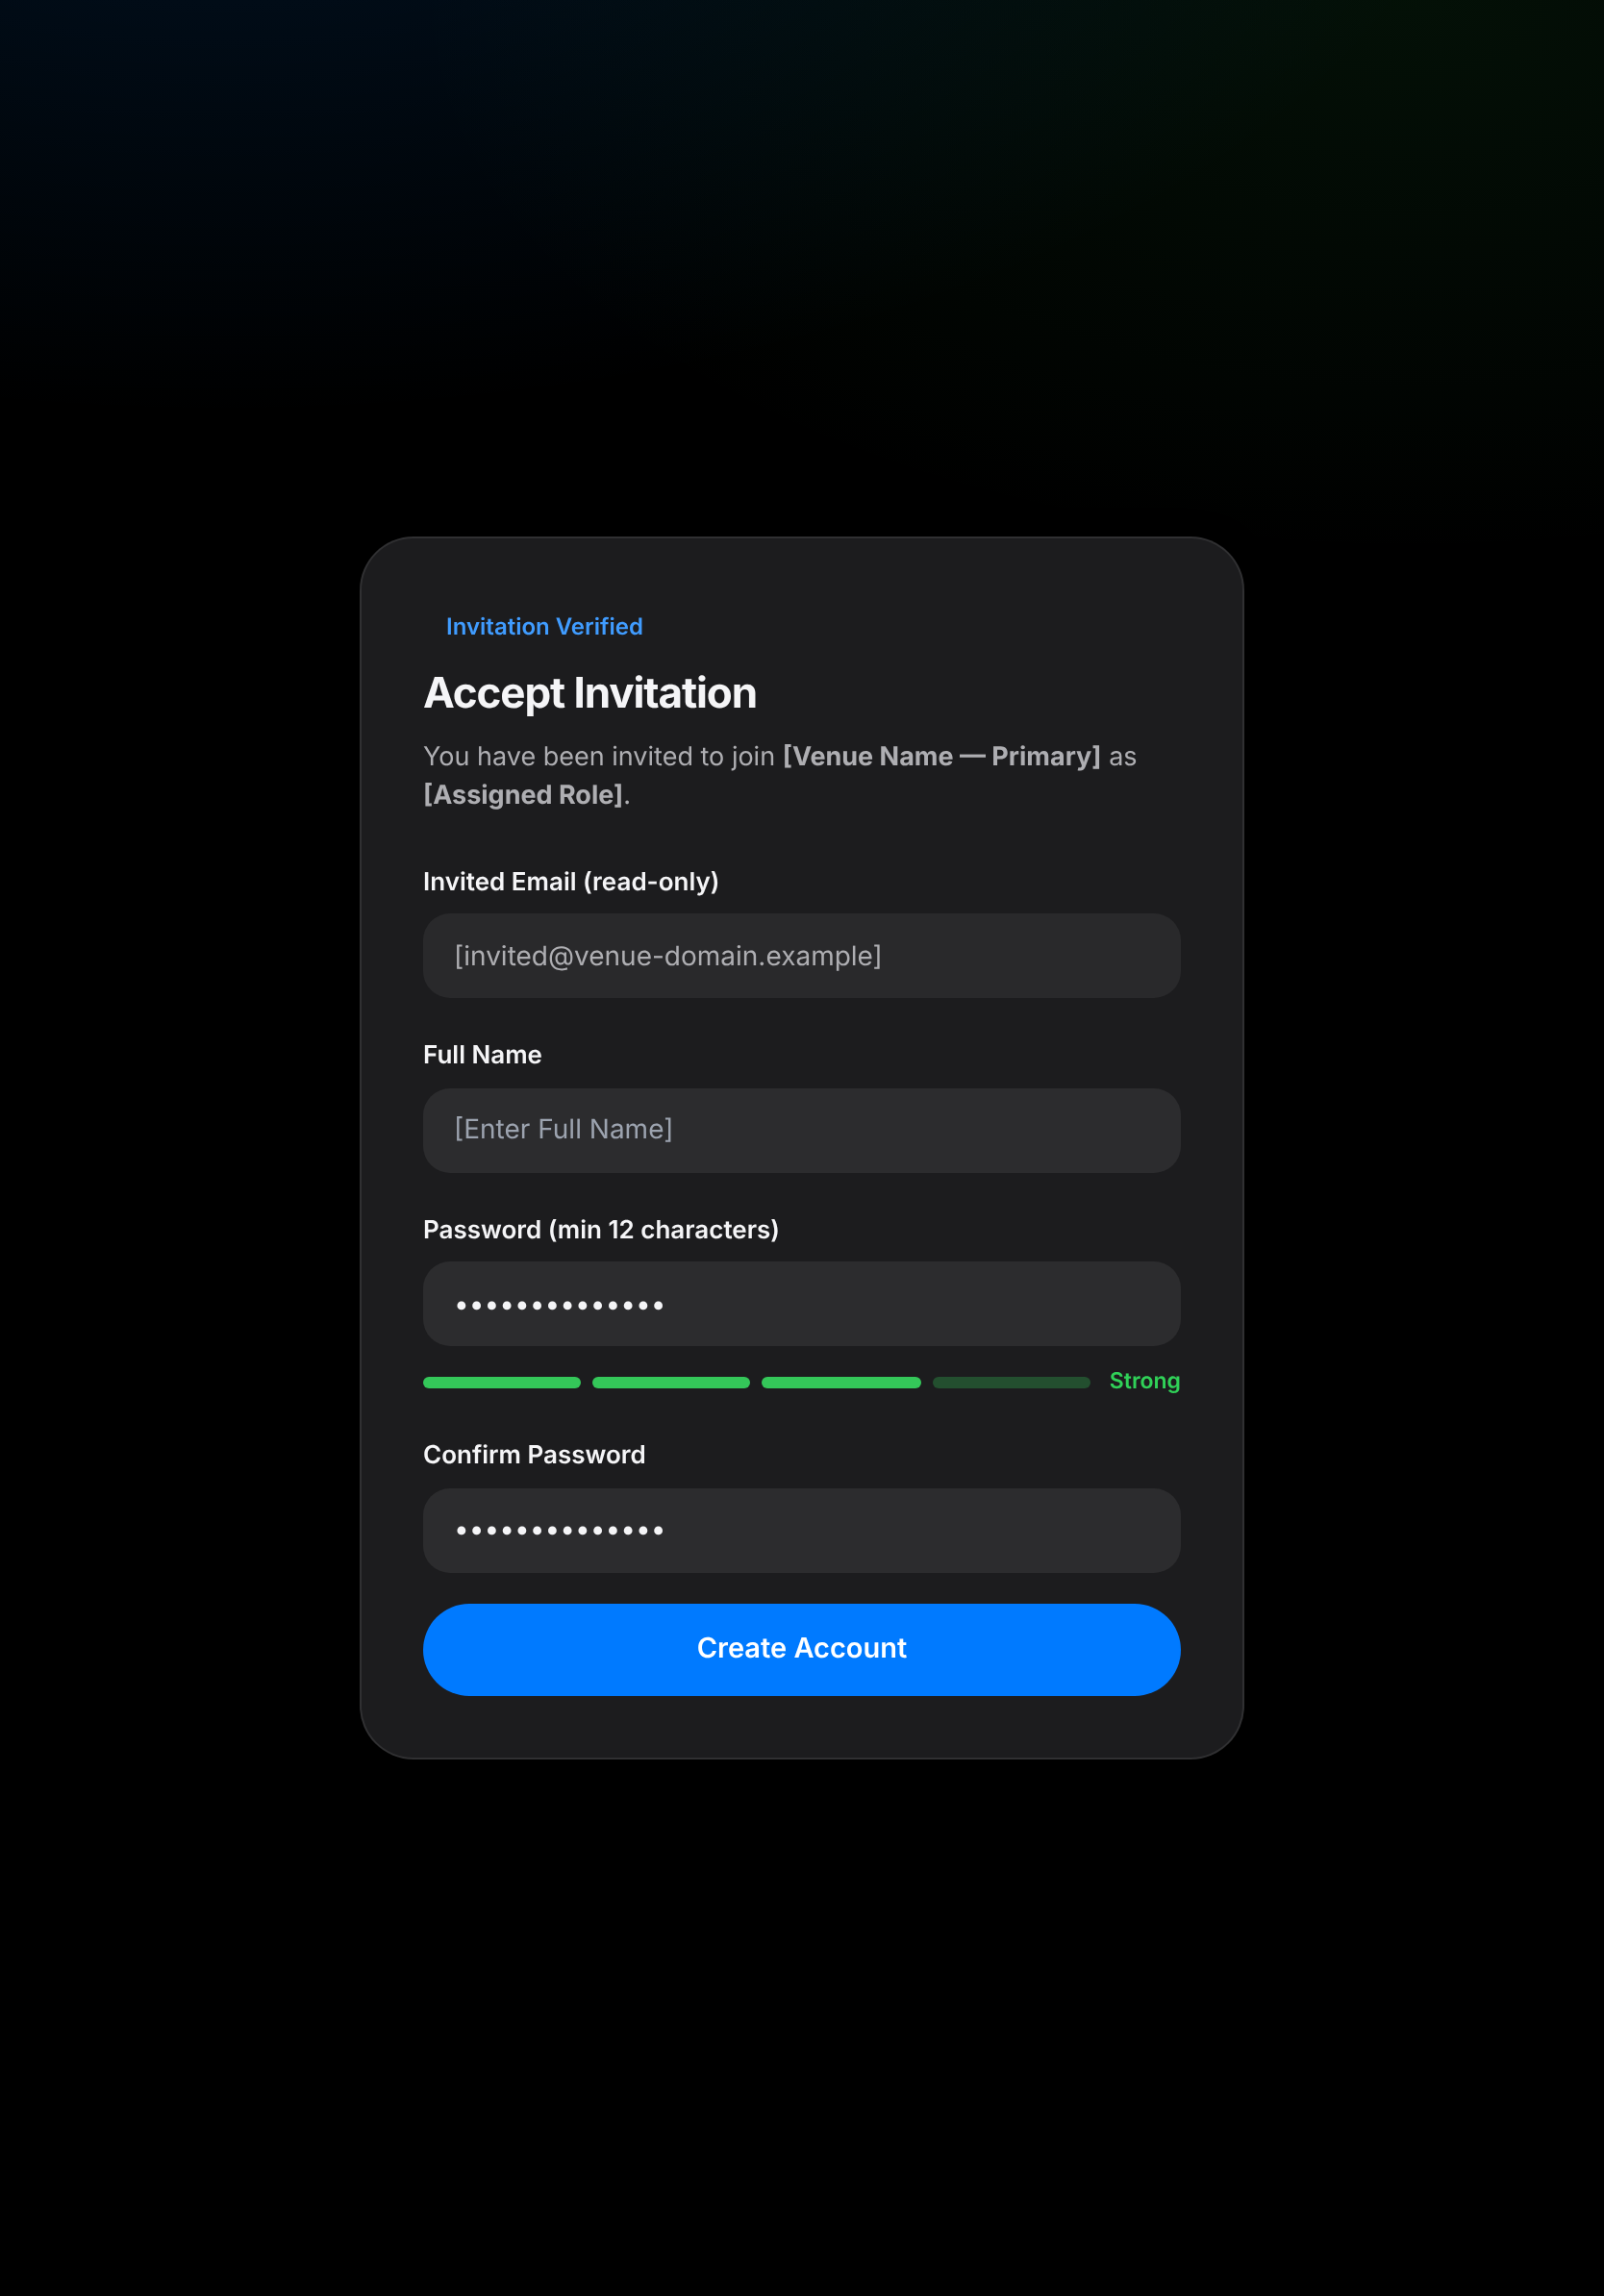 Invitation Verified
Accept Invitation
You have been invited to join [Venue Name — Primary] as
[Assigned Role].
Invited Email (read-only)
[invited@venue-domain.example]
Full Name
[Enter Full Name]
Password (min 12 characters)
••••••••••••••
Strong
Confirm Password
••••••••••••••
Create Account